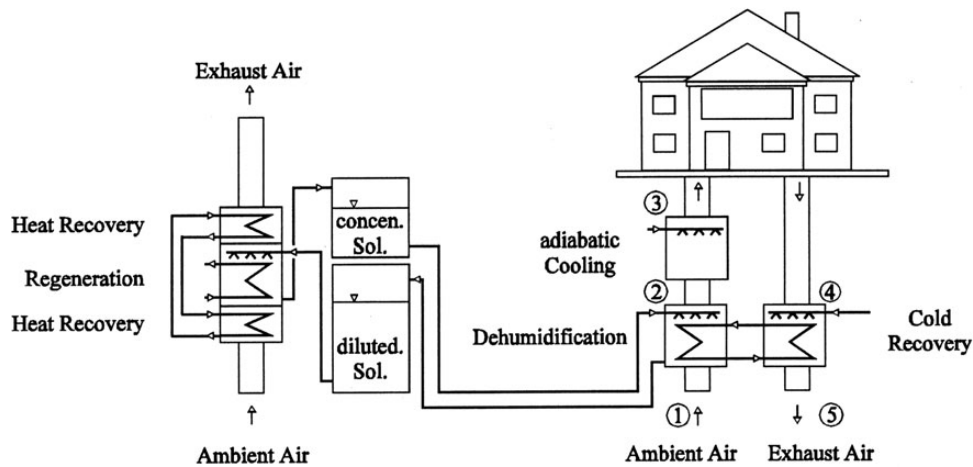 Exhaust Air
Heat Recovery
Regeneration
Heat Recovery
Ambient Air
concen.
Sol.
diluted.
Sol.
③
adiabatic
Cooling
②
Dehumidification
④
Cold
Recovery
①
Ambient Air
⑤
Exhaust Air